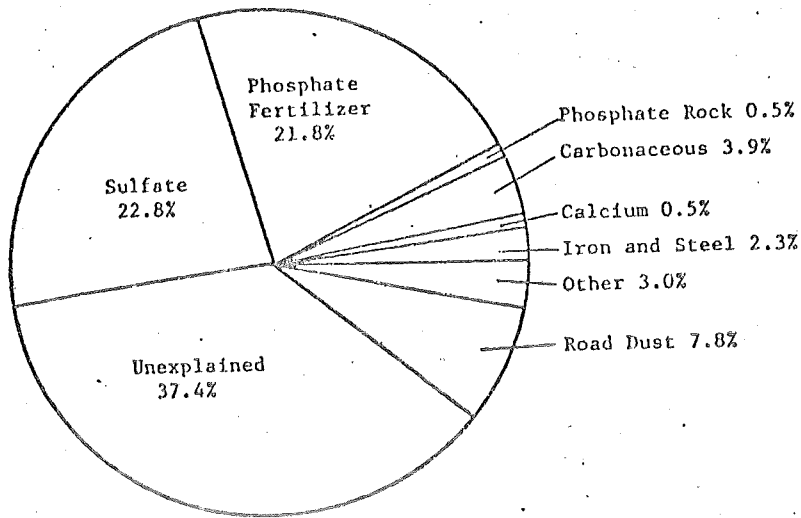 Phosphate
Fertilizer
21.8%
Phosphate Rock 0.5%
Carbonaceous 3.9%
Sulfate
22.8%
Calcium 0.5%
Iron and Steel 2.3%
Other 3.0%
Road Dust 7.8%
Unexplained
37.4%